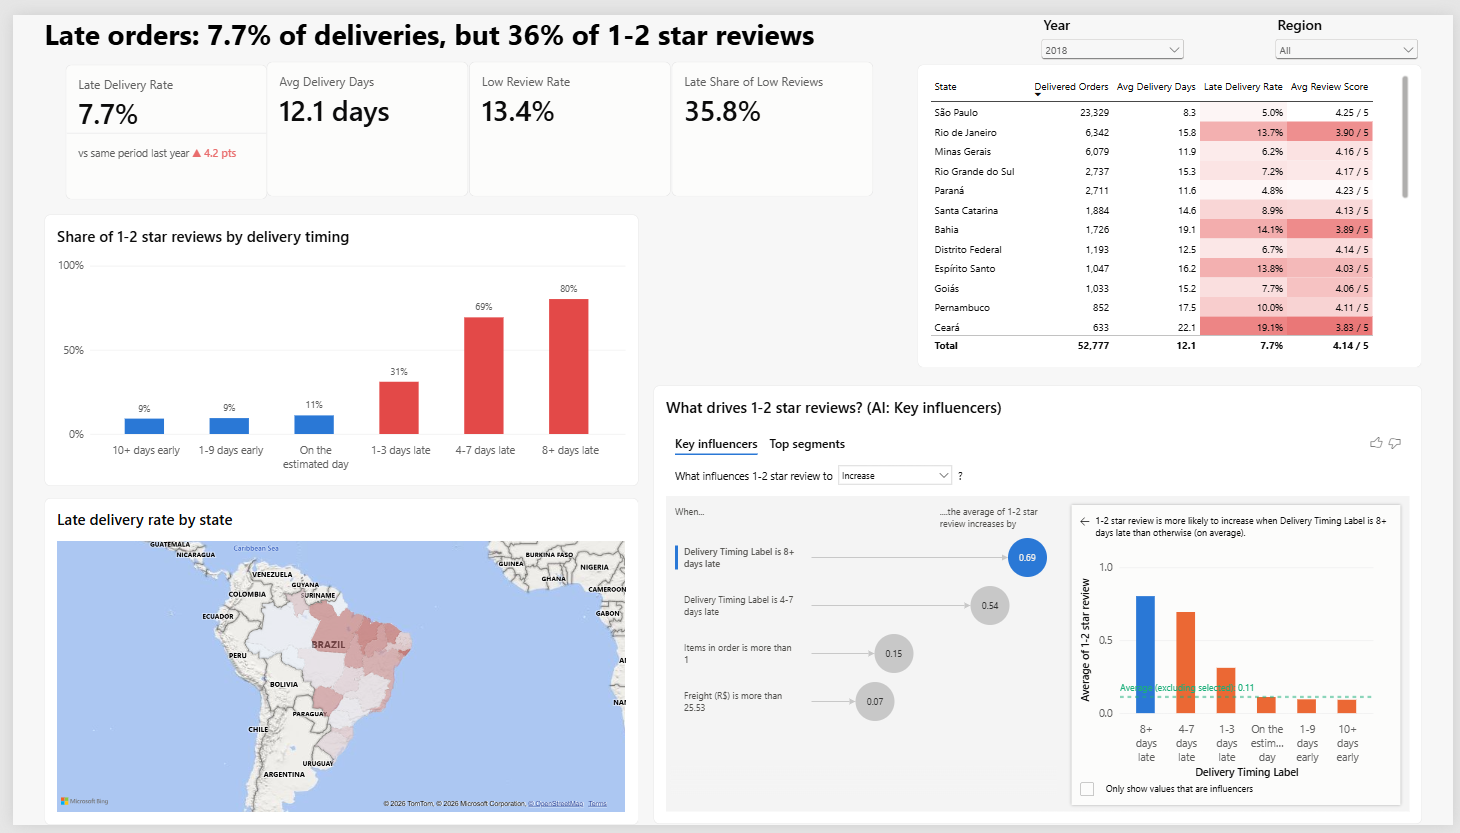 Late orders: 7.7% of deliveries, but 36% of 1-2 star reviews
Year
2018
Region
All
Late Delivery Rate
7.7%
vs same period last year ▲ 4.2 pts
Avg Delivery Days
12.1 days
Low Review Rate
13.4%
Late Share of Low Reviews
35.8%
State Delivered Orders Avg Delivery Days Late Delivery Rate Avg Review Score
São Paulo 23,329 8.3 5.0% 4.25 / 5
Rio de Janeiro 6,342 15.8 13.7% 3.90 / 5
Minas Gerais 6,079 11.9 6.2% 4.16 / 5
Rio Grande do Sul 2,737 15.3 7.2% 4.17 / 5
Paraná 2,711 11.6 4.8% 4.23 / 5
Santa Catarina 1,884 14.6 8.9% 4.13 / 5
Bahia 1,726 19.1 14.1% 3.89 / 5
Distrito Federal 1,193 12.5 6.7% 4.14 / 5
Espírito Santo 1,047 16.2 13.8% 4.03 / 5
Goiás 1,033 15.2 7.7% 4.06 / 5
Pernambuco 852 17.5 10.0% 4.11 / 5
Ceará 633 22.1 19.1% 3.83 / 5
Total 52,777 12.1 7.7% 4.14 / 5
Share of 1-2 star reviews by delivery timing
100%
50%
0%
9%
9%
11%
31%
69%
80%
10+ days early
1-9 days early
On the
estimated day
1-3 days late
4-7 days late
8+ days late
Late delivery rate by state
GUATEMALA
NICARAGUA
Caribbean Sea
VENEZUELA
GUYANA
SURINAME
COLOMBIA
ECUADOR
PERU
BRAZIL
BOLIVIA
PARAGUAY
CHILE
URUGUAY
ARGENTINA
BURKINA FASO
GUINEA
NIGERIA
GHANA
CAMEROON
GABON
NAM
Microsoft Bing
© 2026 TomTom, © 2026 Microsoft Corporation, © OpenStreetMap Terms
What drives 1-2 star reviews? (AI: Key influencers)
Key influencers Top segments
What influences 1-2 star review to Increase ?
When...
....the average of 1-2 star
review increases by
Delivery Timing Label is 8+
days late
0.69
Delivery Timing Label is 4-7
days late
0.54
Items in order is more than
1
0.15
Freight (R$) is more than
25.53
0.07
1-2 star review is more likely to increase when Delivery Timing Label is 8+
days late than otherwise (on average).
Average of 1-2 star review
1.0
0.5
0.0
Average (excluding selected): 0.11
8+
days
late
4-7
days
late
1-3
days
late
On the
estim...
day
1-9
days
early
10+
days
early
Delivery Timing Label
Only show values that are influencers